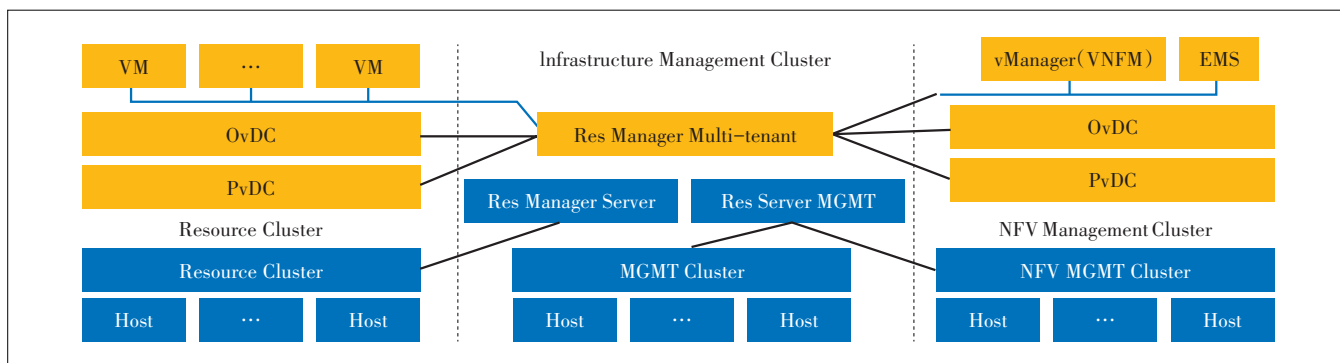 VM
…
VM
Infrastructure Management Cluster
vManager(VNFM)
EMS
OvDC
Res Manager Multi-tenant
OvDC
PvDC
PvDC
Res Manager Server
Res Server MGMT
Resource Cluster
NFV Management Cluster
Resource Cluster
MGMT Cluster
NFV MGMT Cluster
Host
…
Host
Host
…
Host
Host
…
Host